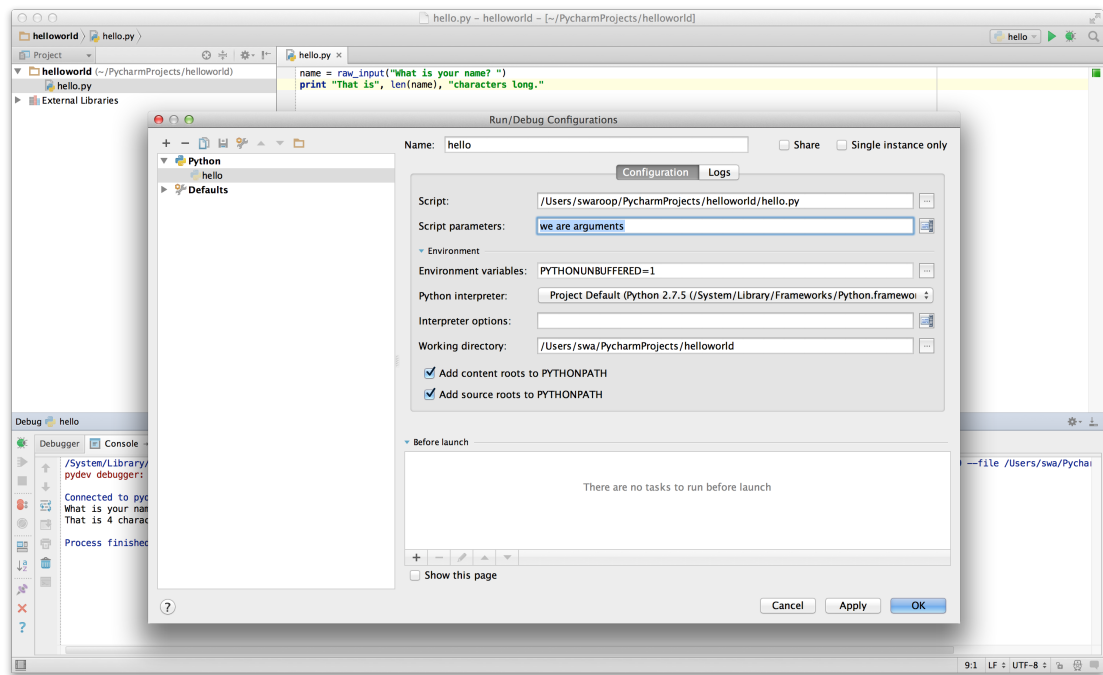 hello.py – helloworld – [~/PycharmProjects/helloworld]
helloworld hello.py hello
Project hello.py
helloworld (~/PycharmProjects/helloworld)
hello.py
External Libraries
name = raw_input("What is your name? ")
print "That is", len(name), "characters long."
Run/Debug Configurations
Python
hello
Defaults
Name: hello Share Single instance only
Configuration Logs
Script: /Users/swaroop/PycharmProjects/helloworld/hello.py
Script parameters: we are arguments
Environment
Environment variables: PYTHONUNBUFFERED=1
Python interpreter: Project Default (Python 2.7.5 (/System/Library/Frameworks/Python.framewor
Interpreter options:
Working directory: /Users/swa/PycharmProjects/helloworld
Add content roots to PYTHONPATH
Add source roots to PYTHONPATH
Before launch
There are no tasks to run before launch
Show this page
? Cancel Apply OK
Debug hello
Debugger Console
/System/Library/ --file /Users/swa/Pychar
pydev debugger:
Connected to pyd
What is your nam
That is 4 charac
Process finished
9:1 LF UTF-8